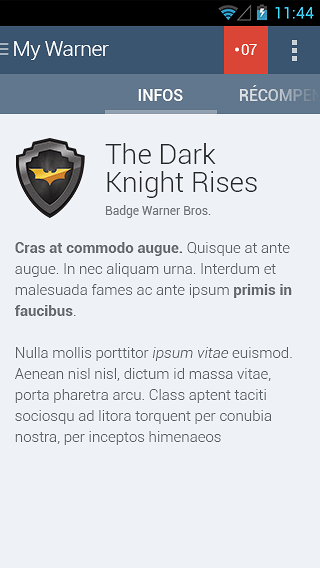 11:44
My Warner
•07
INFOS
RÉCOMPEN
The Dark
Knight Rises
Badge Warner Bros.
Cras at commodo augue. Quisque at ante
augue. In nec aliquam urna. Interdum et
malesuada fames ac ante ipsum primis in
faucibus.
Nulla mollis porttitor ipsum vitae euismod.
Aenean nisl nisl, dictum id massa vitae,
porta pharetra arcu. Class aptent taciti
sociosqu ad litora torquent per conubia
nostra, per inceptos himenaeos